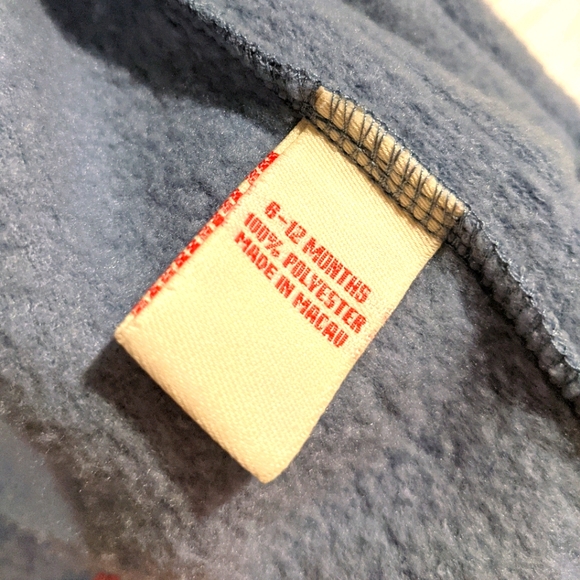 6-12 MONTHS
100% POLYESTER
MADE IN MACAU